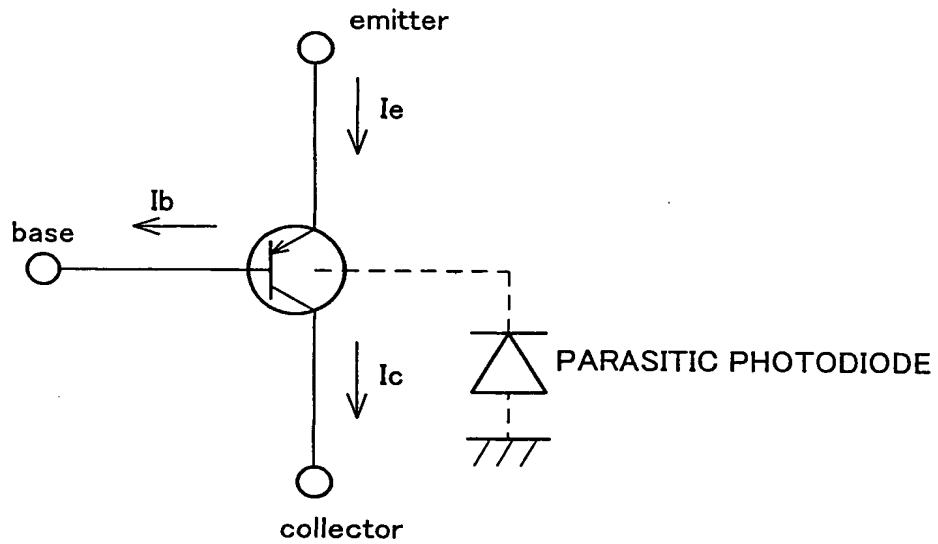 emitter
Ie
Ib
base
PARASITIC PHOTODIODE
Ic
collector